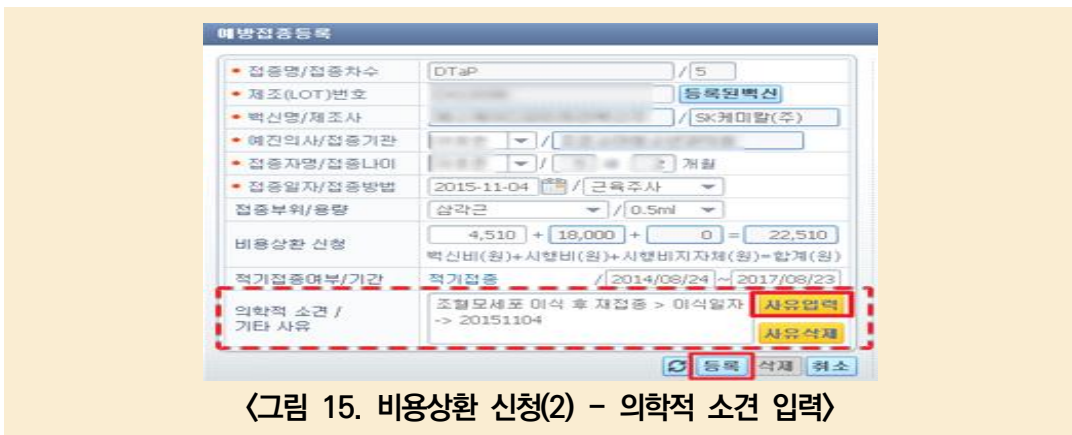 예방접종등록
• 접종명/접종차수 DTaP / 5
• 제조(LOT)번호 등록된백신
• 백신명/제조사 / SK케미칼(주)
• 예진의사/접종기관 /
• 접종자명/접종나이 / 세 개월
• 접종일자/접종방법 2015-11-04 / 근육주사
접종부위/용량 삼각근 / 0.5ml
비용상환 신청 4,510 + 18,000 + 0 = 22,510
백신비(원)+시행비(원)+시행비지자체(원)=합계(원)
적기접종여부/기간 적기접종 / 2014/08/24 ~ 2017/08/23
의학적 소견 / 기타 사유 조혈모세포 이식 후 재접종 > 이식일자 -> 20151104 사유입력
사유삭제
등록 삭제 취소
<그림 15. 비용상환 신청(2) - 의학적 소견 입력>